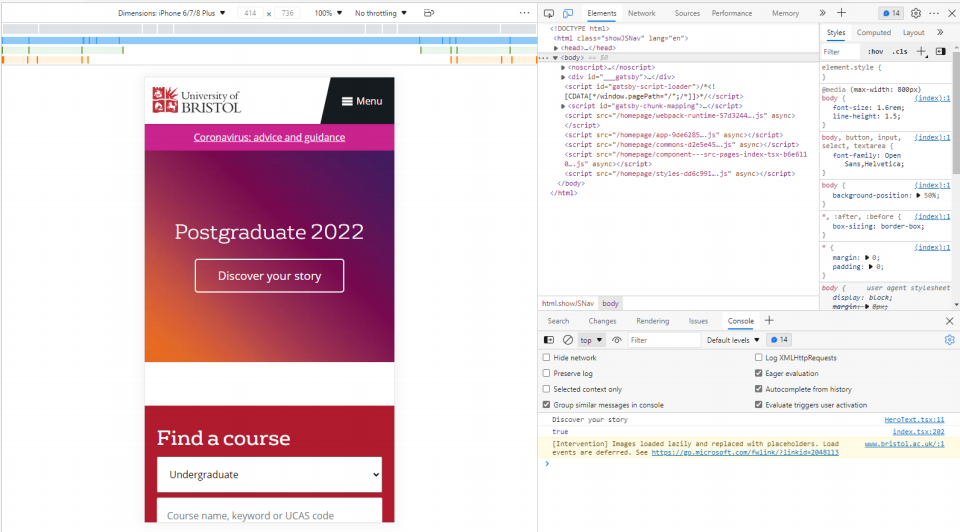 Dimensions: iPhone 6/7/8 Plus ▼ 414 × 736 100% ▼ No throttling ▼
University of
BRISTOL
Menu
Coronavirus: advice and guidance
Postgraduate 2022
Discover your story
Find a course
Undergraduate
Course name, keyword or UCAS code
Elements Network Sources Performance Memory » + 14
<!DOCTYPE html>
<html class="showJSNav" lang="en">
▶ <head>…</head>
··· ▼ <body> == $0
▶ <noscript>…</noscript>
▶ <div id="___gatsby">…</div>
<script id="gatsby-script-loader">/*<!
[CDATA[*/window.pagePath="/";/*]]>*/</script>
▶ <script id="gatsby-chunk-mapping">…</script>
<script src="/homepage/webpack-runtime-57d3244….js" async>
</script>
<script src="/homepage/app-9de6285….js" async></script>
<script src="/homepage/commons-d2e5e45….js" async></script>
<script src="/homepage/component---src-pages-index-tsx-b6e611
0….js" async></script>
<script src="/homepage/styles-dd6c991….js" async></script>
</body>
</html>
html.showJSNav body
Styles Computed Layout »
Filter :hov .cls +
element.style {
}
@media (max-width: 800px)
body { (index):1
font-size: 1.6rem;
line-height: 1.5;
}
body, button, input, (index):1
select, textarea {
font-family: Open
Sans,Helvetica;
}
body { (index):1
background-position: ▶ 50%;
}
*, :after, :before { (index):1
box-sizing: border-box;
}
* { (index):1
margin: ▶ 0;
padding: ▶ 0;
}
body { user agent stylesheet
display: block;
margin: ▶ 8px;
Search Changes Rendering Issues Console +
top ▼ Filter Default levels ▼ 14
Hide network Log XMLHttpRequests
Preserve log Eager evaluation
Selected context only Autocomplete from history
Group similar messages in console Evaluate triggers user activation
Discover your story HeroText.tsx:11
true index.tsx:202
[Intervention] Images loaded lazily and replaced with placeholders. Load www.bristol.ac.uk/:1
events are deferred. See https://go.microsoft.com/fwlink/?linkid=2048113